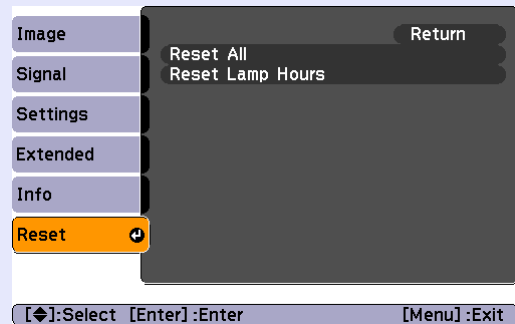 Image
Signal
Settings
Extended
Info
Reset
Return
Reset All
Reset Lamp Hours
[◆]:Select [Enter]:Enter [Menu]:Exit